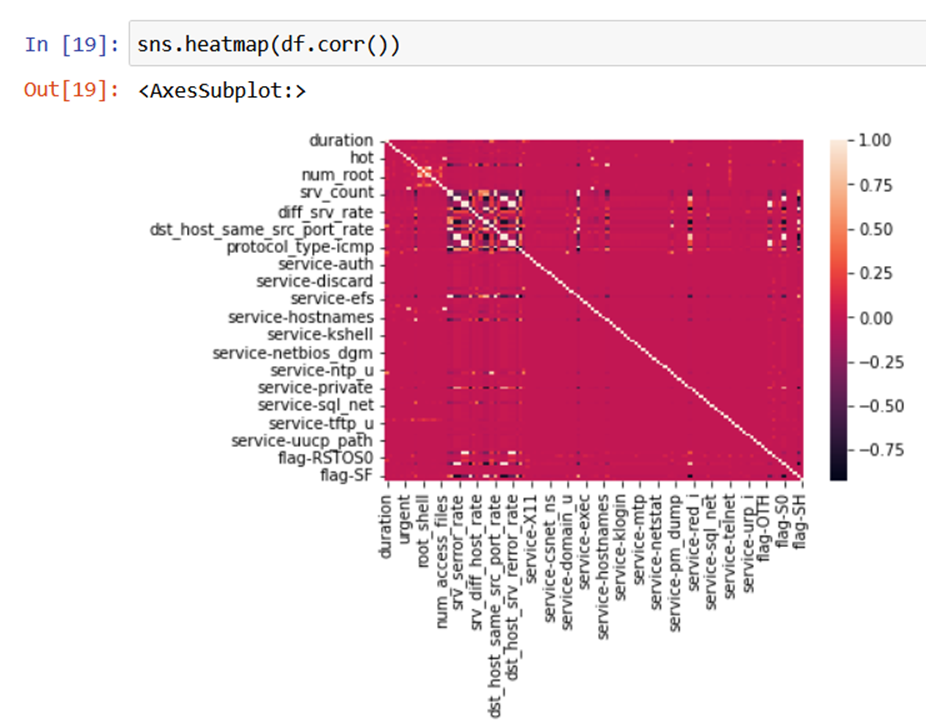 In [19]: sns.heatmap(df.corr())
Out[19]: <AxesSubplot:>
duration
hot
num_root
srv_count
diff_srv_rate
dst_host_same_src_port_rate
protocol_type-icmp
service-auth
service-discard
service-efs
service-hostnames
service-kshell
service-netbios_dgm
service-ntp_u
service-private
service-sql_net
service-tftp_u
service-uucp_path
flag-RSTOS0
flag-SF
1.00
0.75
0.50
0.25
0.00
−0.25
−0.50
−0.75
duration
urgent
root_shell
num_access_files
srv_serror_rate
srv_diff_host_rate
dst_host_same_src_port_rate
dst_host_srv_rerror_rate
service-X11
service-csnet_ns
service-domain_u
service-exec
service-hostnames
service-klogin
service-mtp
service-netstat
service-pm_dump
service-red_i
service-sql_net
service-telnet
service-urp_i
flag-OTH
flag-S0
flag-SH